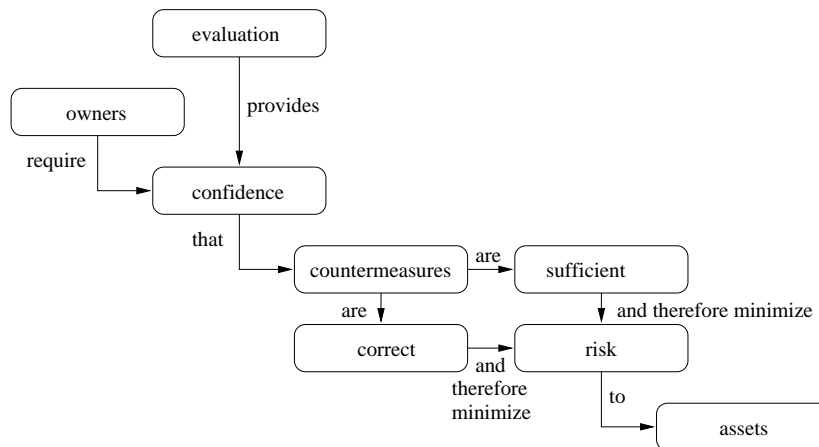 evaluation
provides
owners
require
confidence
that
countermeasures
are
sufficient
are
and therefore minimize
correct
and
therefore
minimize
risk
to
assets